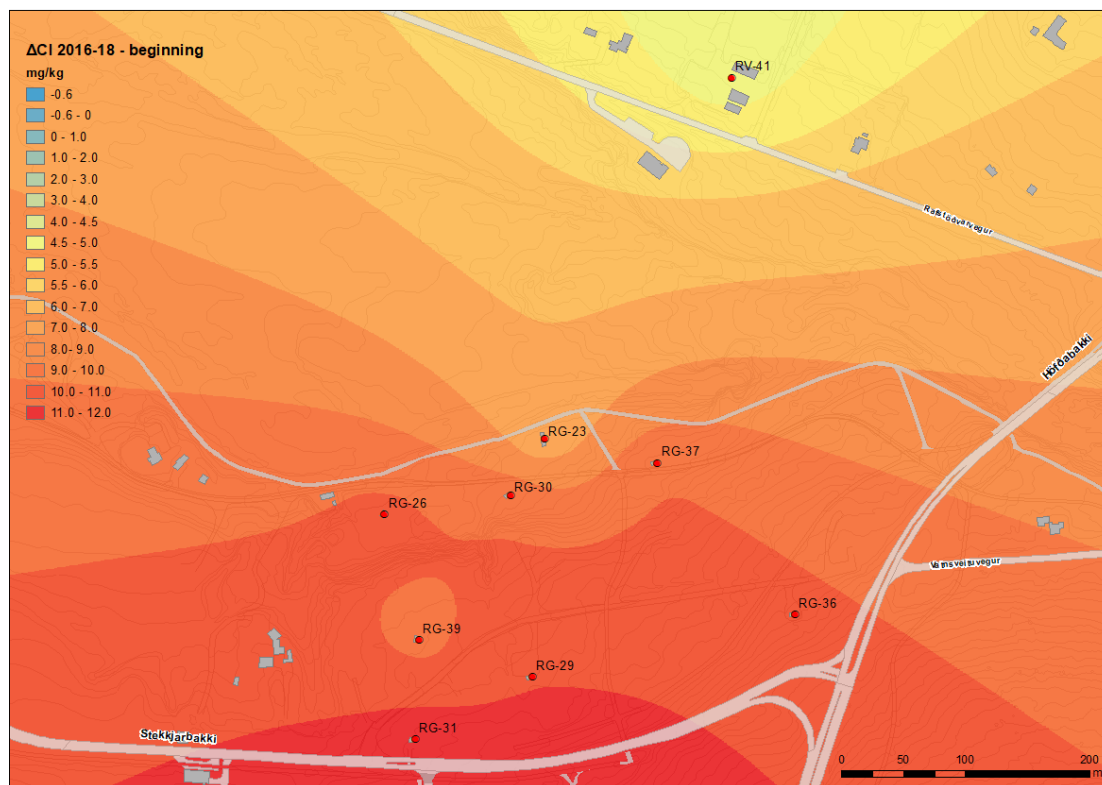 ΔCl 2016-18 - beginning
mg/kg
-0.6
-0.6 - 0
0 - 1.0
1.0 - 2.0
2.0 - 3.0
3.0 - 4.0
4.0 - 4.5
4.5 - 5.0
5.0 - 5.5
5.5 - 6.0
6.0 - 7.0
7.0 - 8.0
8.0- 9.0
9.0 - 10.0
10.0 - 11.0
11.0 - 12.0
RV-41
Rafstöðvarvegur
Höfðabakki
RG-23
RG-37
RG-30
RG-26
Vatnsveituvegur
RG-36
RG-39
RG-29
RG-31
Stekkjarbakki
0 50 100 200
m